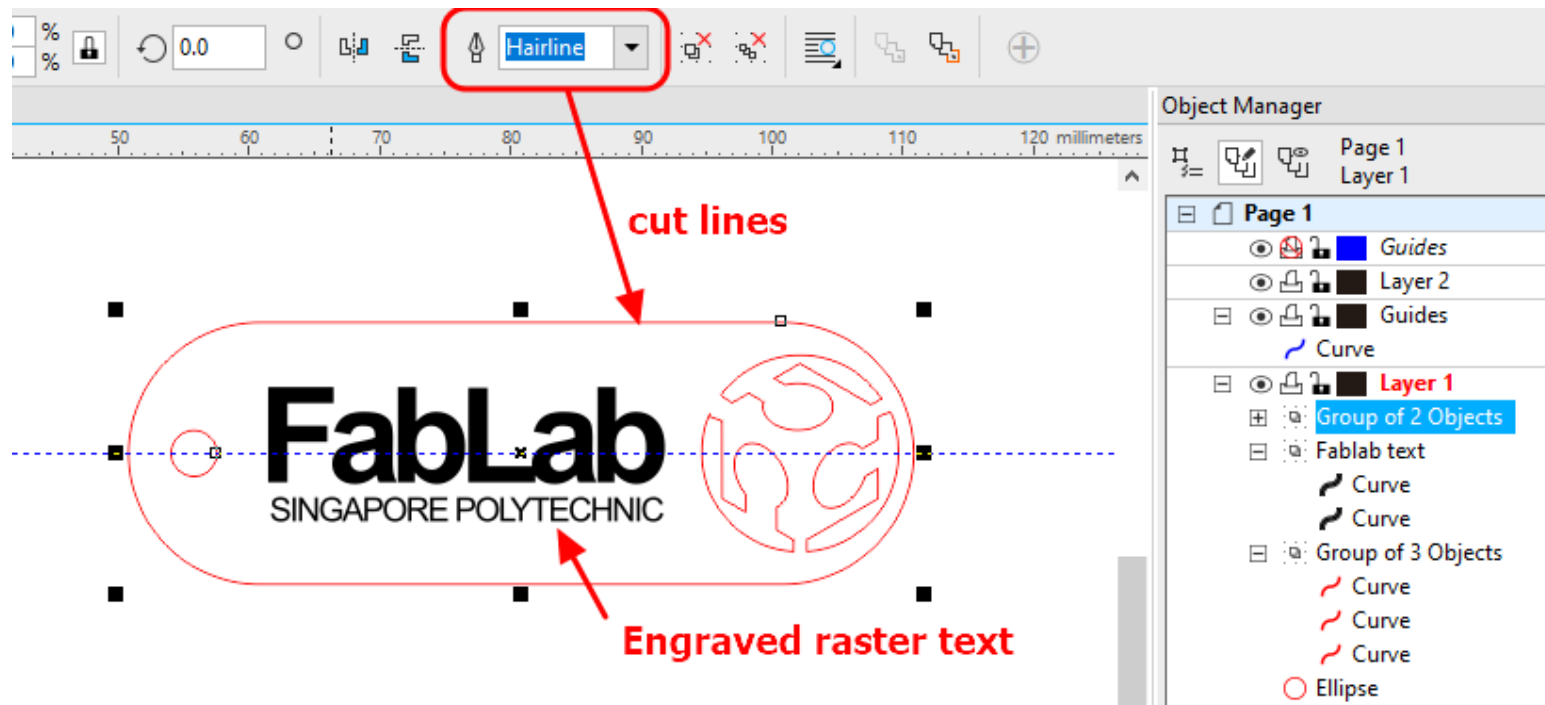 %
%
0.0
Hairline
Object Manager
50 60 70 80 90 100 110 120 millimeters
Page 1
Layer 1
Page 1
Guides
Layer 2
Guides
Curve
Layer 1
Group of 2 Objects
Fablab text
Curve
Curve
Group of 3 Objects
Curve
Curve
Curve
Ellipse
cut lines
FabLab
SINGAPORE POLYTECHNIC
Engraved raster text